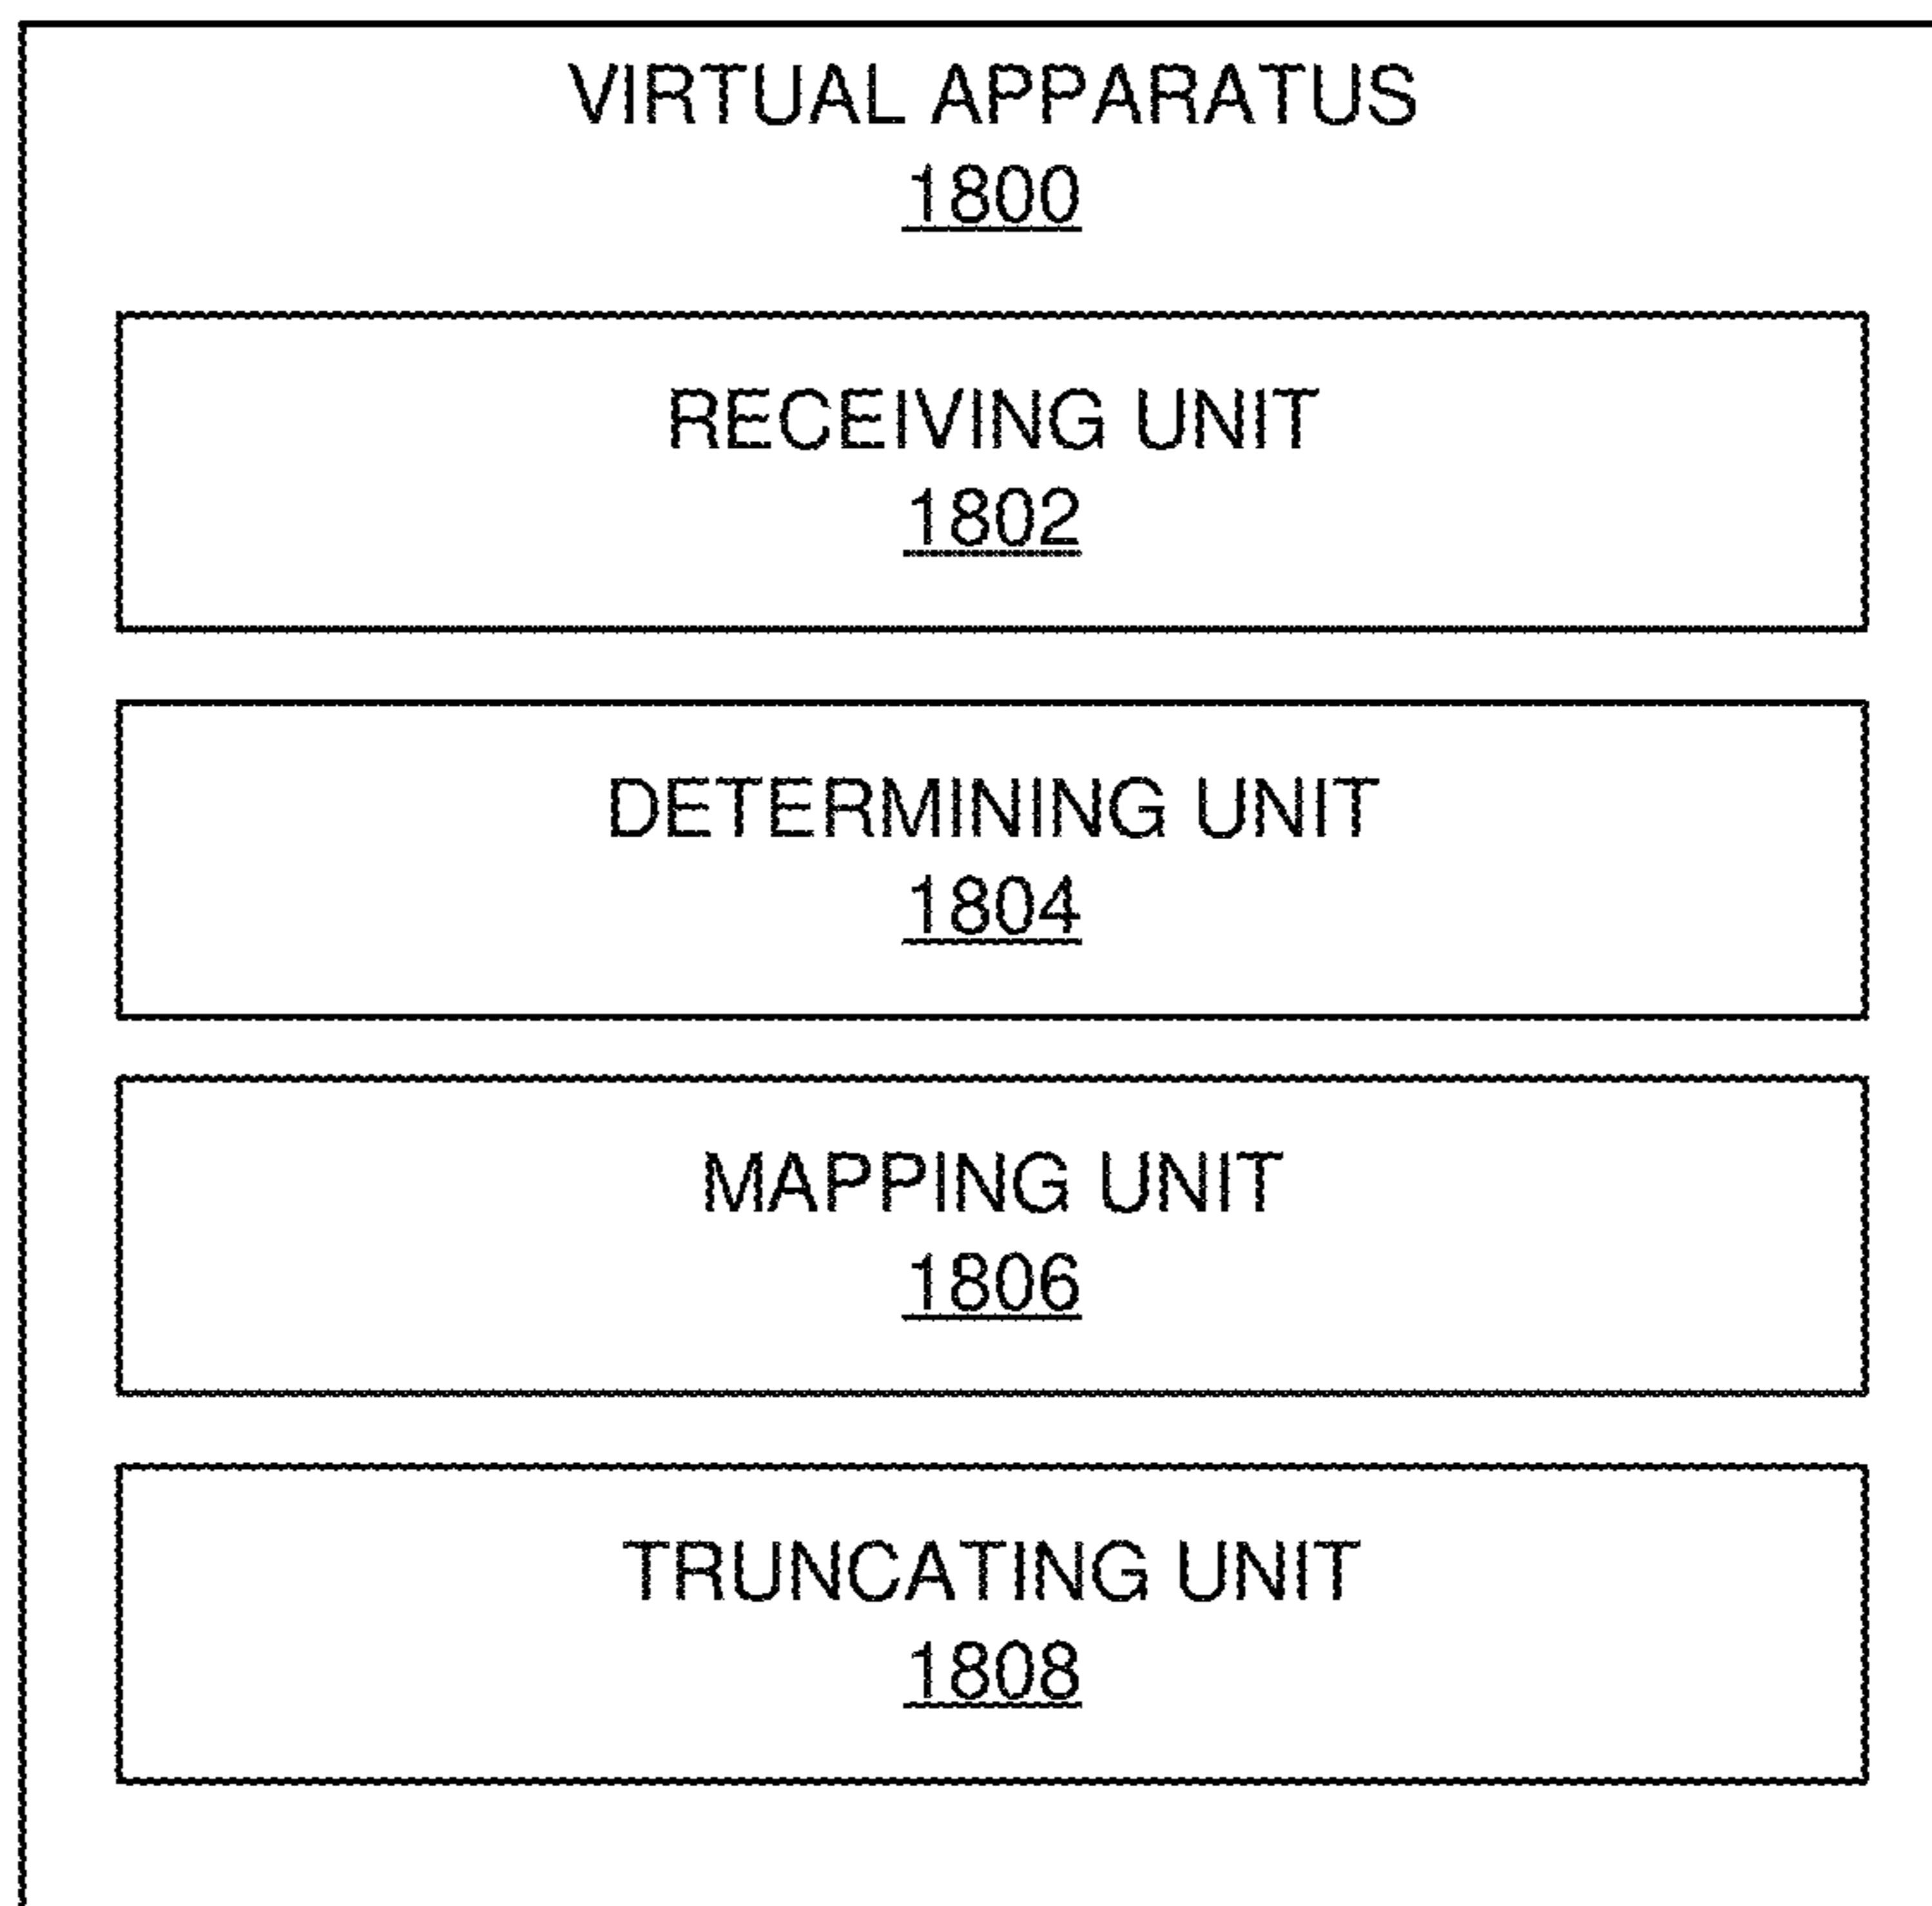 VIRTUAL APPARATUS
1800
RECEIVING UNIT
1802
DETERMINING UNIT
1804
MAPPING UNIT
1806
TRUNCATING UNIT
1808